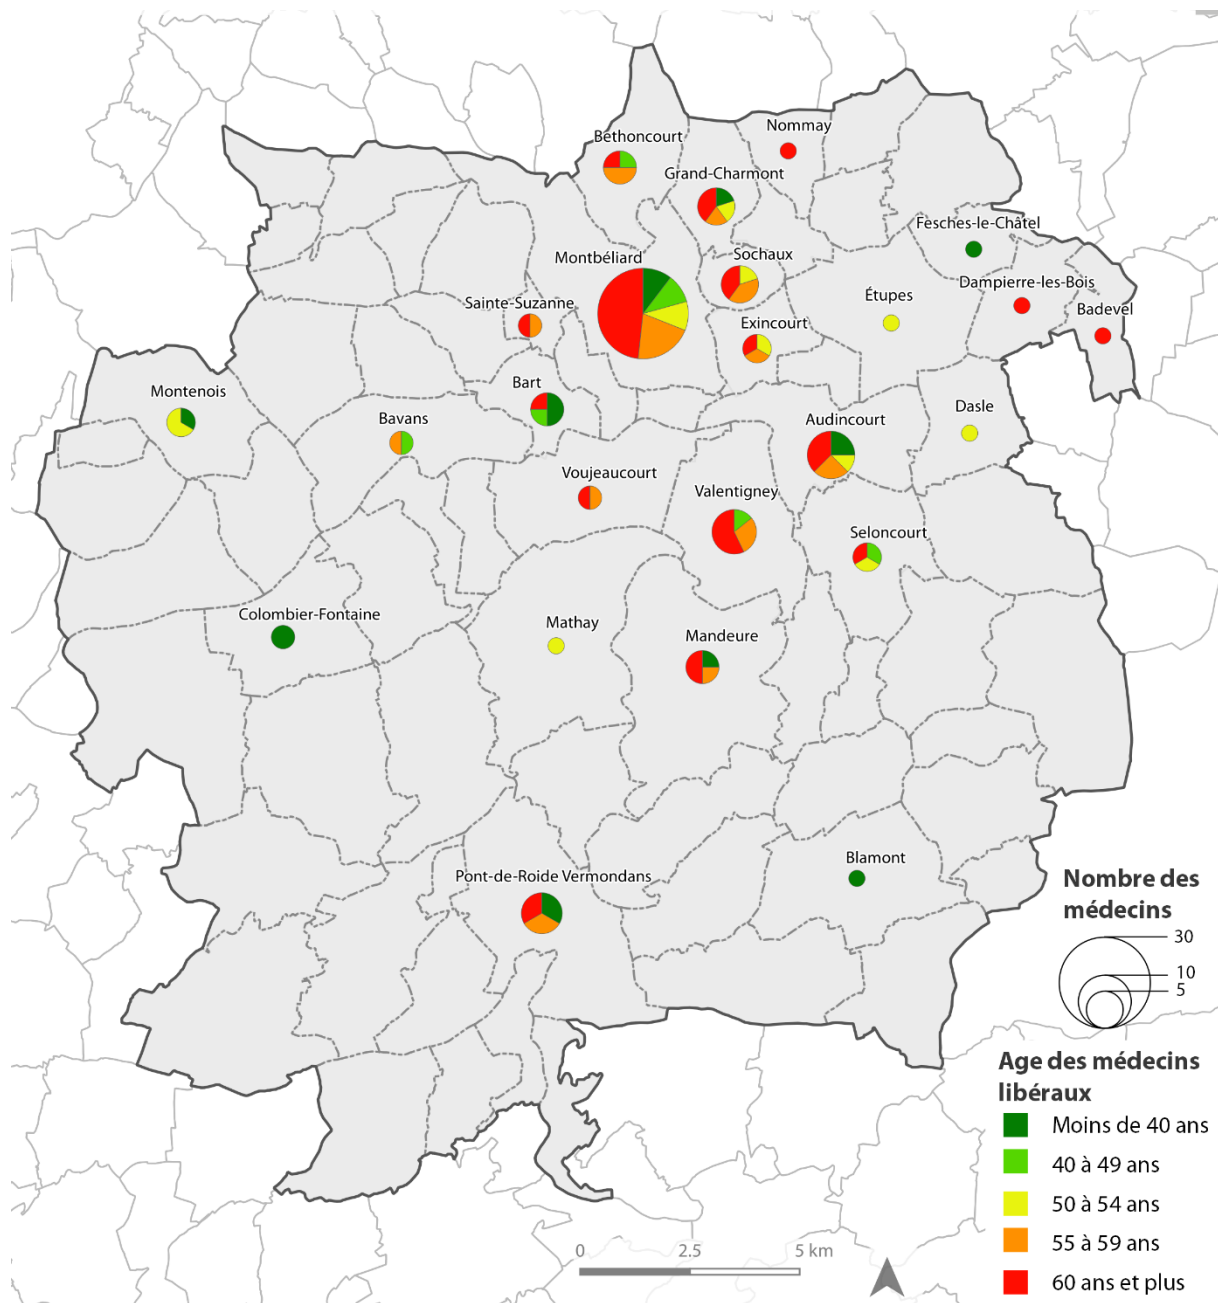 Nommay
Bethoncourt
Grand-Charmont
Fesches-le-Châtel
Montbéliard
Sochaux
Dampierre-les-Bois
Étupes
Sainte-Suzanne
Badevel
Exincourt
Bart
Montenois
Dasle
Bavans
Audincourt
Voujeaucourt
Valentigney
Seloncourt
Colombier-Fontaine
Mathay
Mandeure
Blamont
Pont-de-Roide Vermondans
Nombre des
médecins
30
10
5
Age des médecins
libéraux
Moins de 40 ans
40 à 49 ans
50 à 54 ans
55 à 59 ans
60 ans et plus
0 2.5 5 km